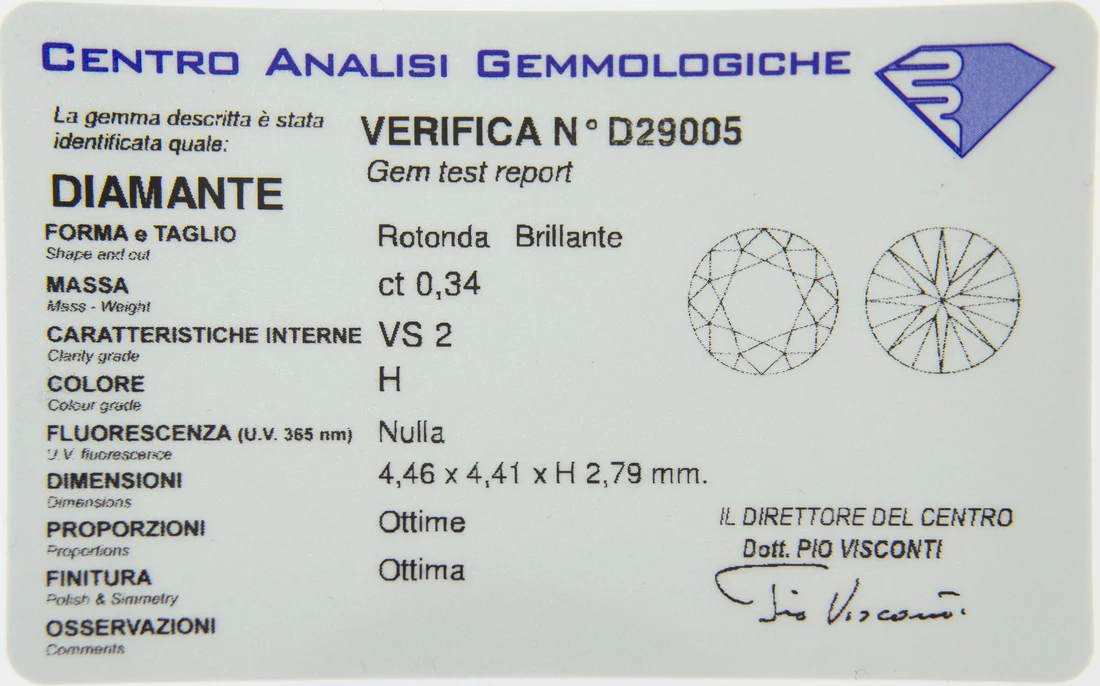 CENTRO ANALISI GEMMOLOGICHE
La gemma descritta è stata
identificata quale:
VERIFICA N° D29005
Gem test report
DIAMANTE
FORMA e TAGLIO Rotonda Brillante
Shape and cut
MASSA ct 0,34
Mass - Weight
CARATTERISTICHE INTERNE VS 2
Clarity grade
COLORE H
Colour grade
FLUORESCENZA (U.V. 365 nm) Nulla
U.V. fluorescence
DIMENSIONI 4,46 x 4,41 x H 2,79 mm.
Dimensions
PROPORZIONI Ottime
Proportions
FINITURA Ottima
Polish & Simmetry
OSSERVAZIONI
Comments
IL DIRETTORE DEL CENTRO
Dott. PIO VISCONTI
Pio Visconti